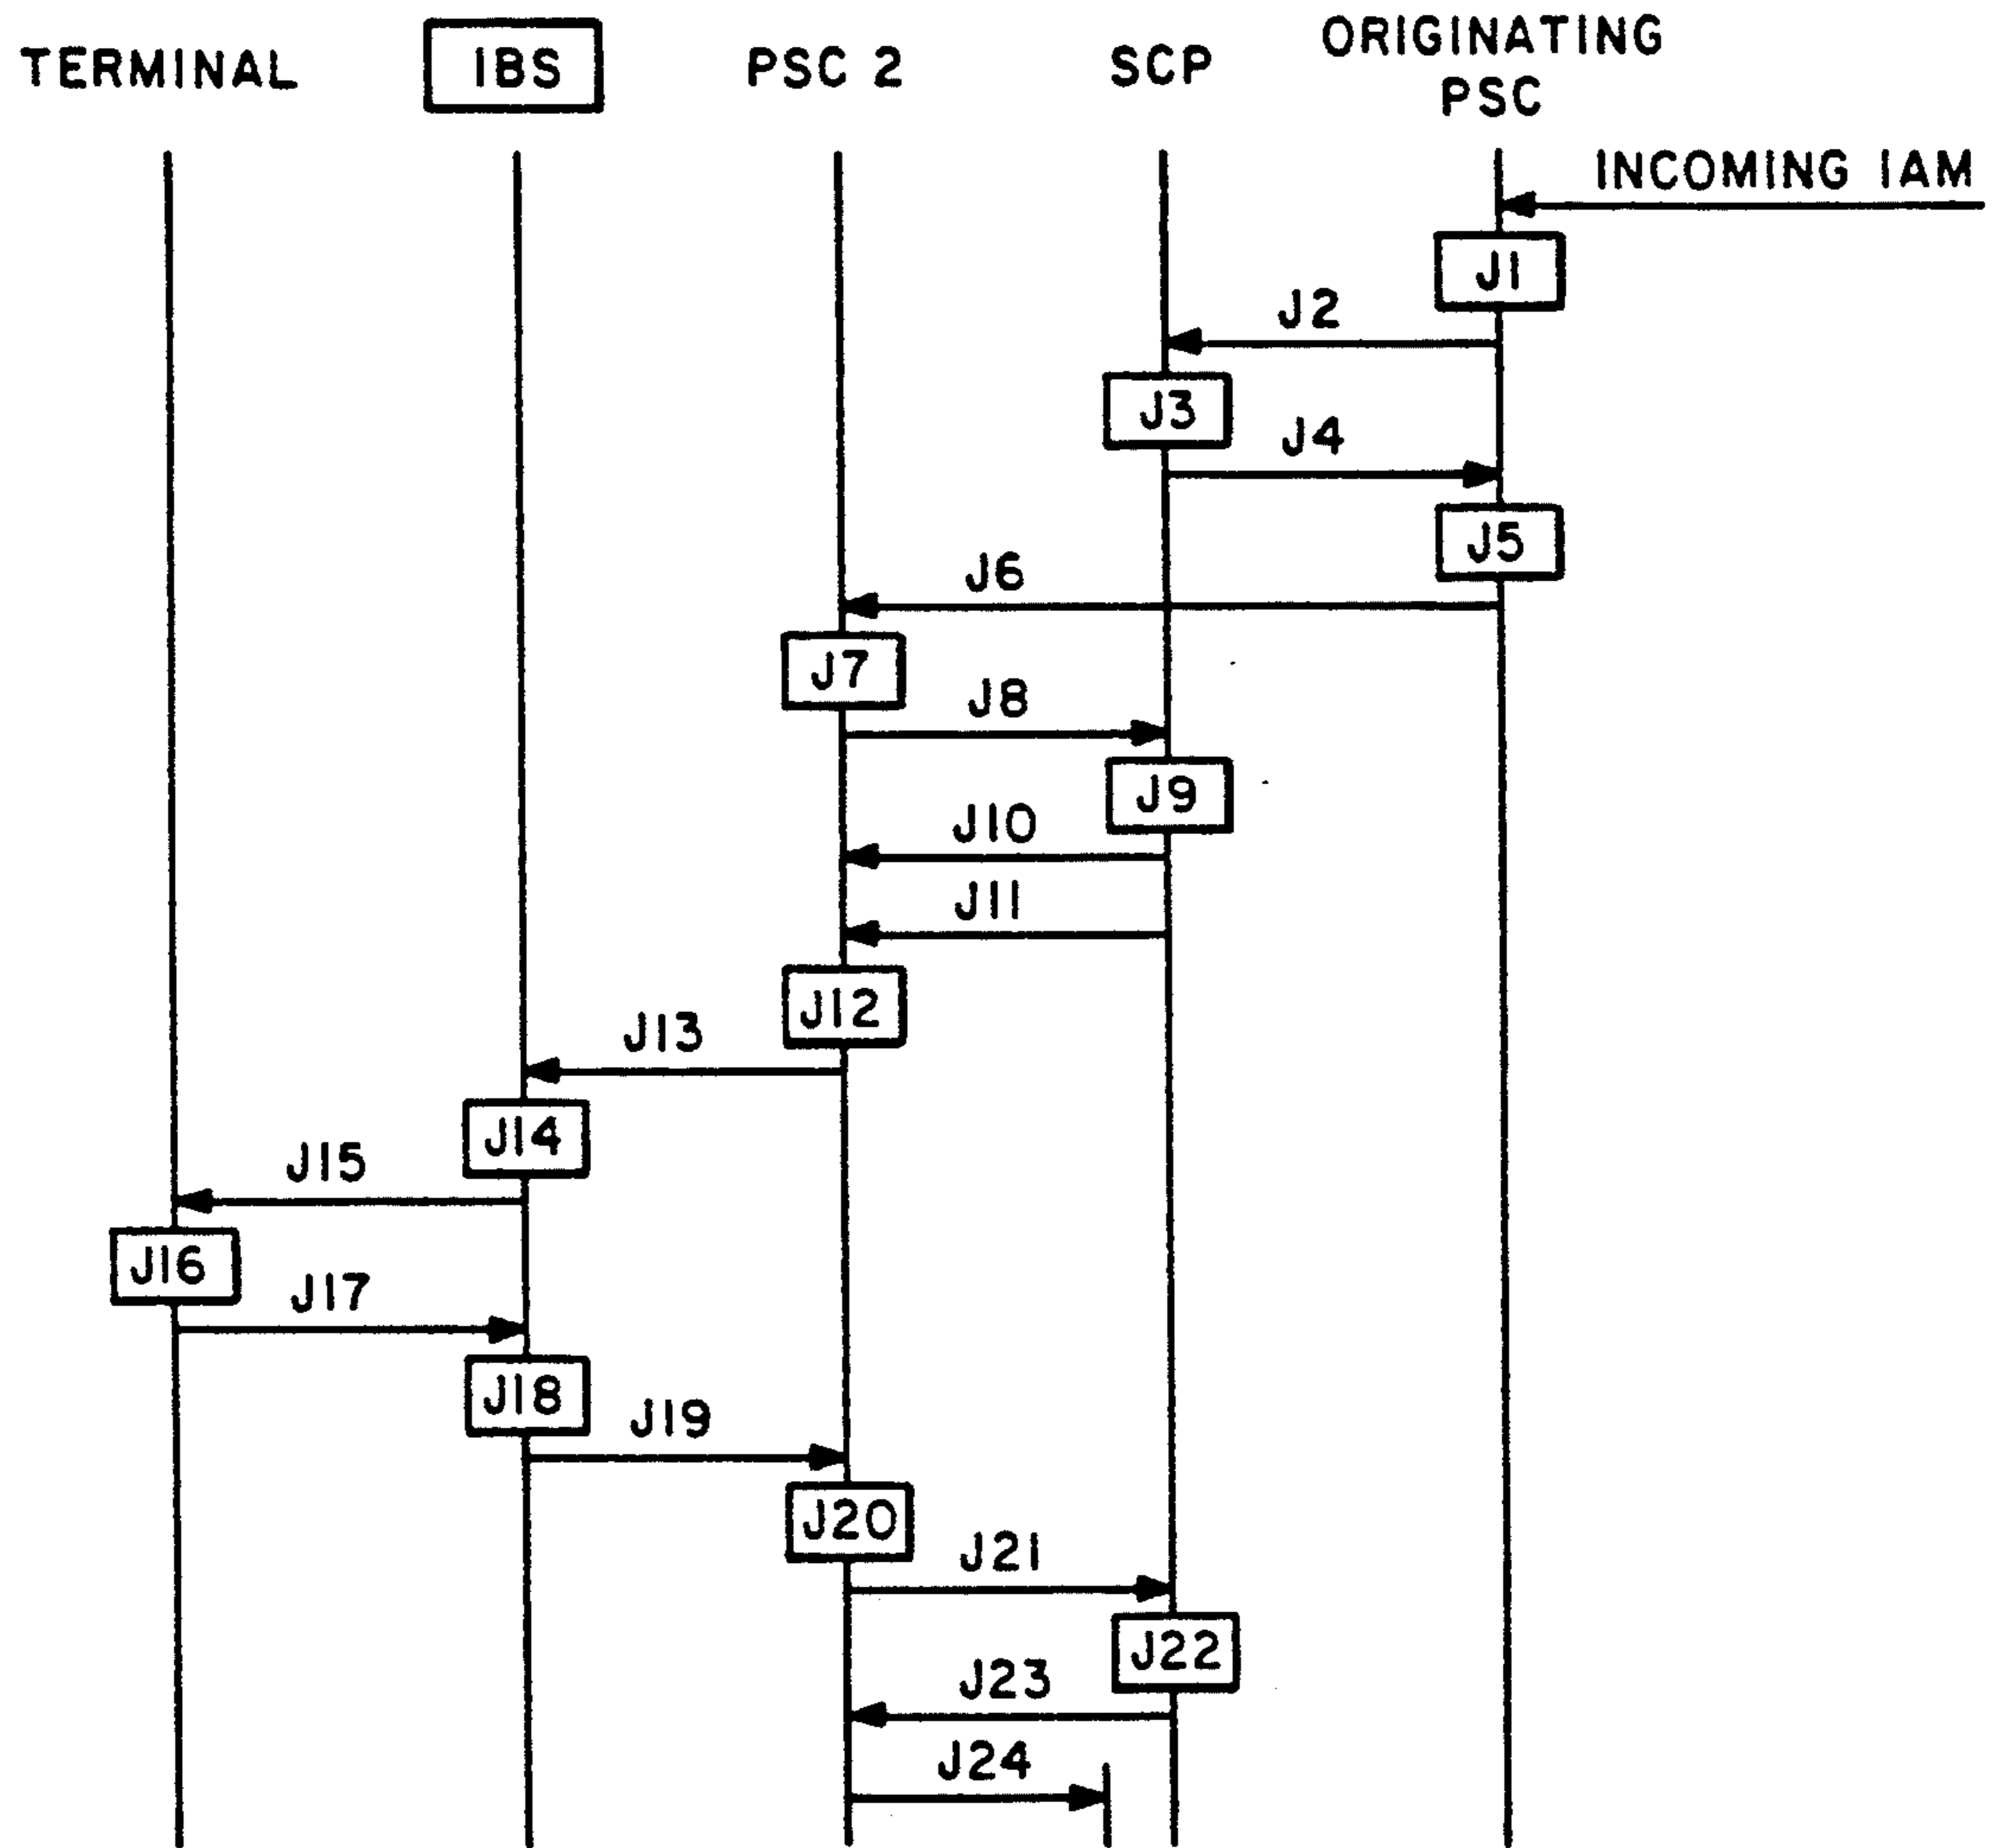 TERMINAL
IBS
PSC 2
SCP
ORIGINATING
PSC
INCOMING IAM
J1
J2
J3
J4
J5
J6
J7
J8
J9
J10
J11
J12
J13
J14
J15
J16
J17
J18
J19
J20
J21
J22
J23
J24